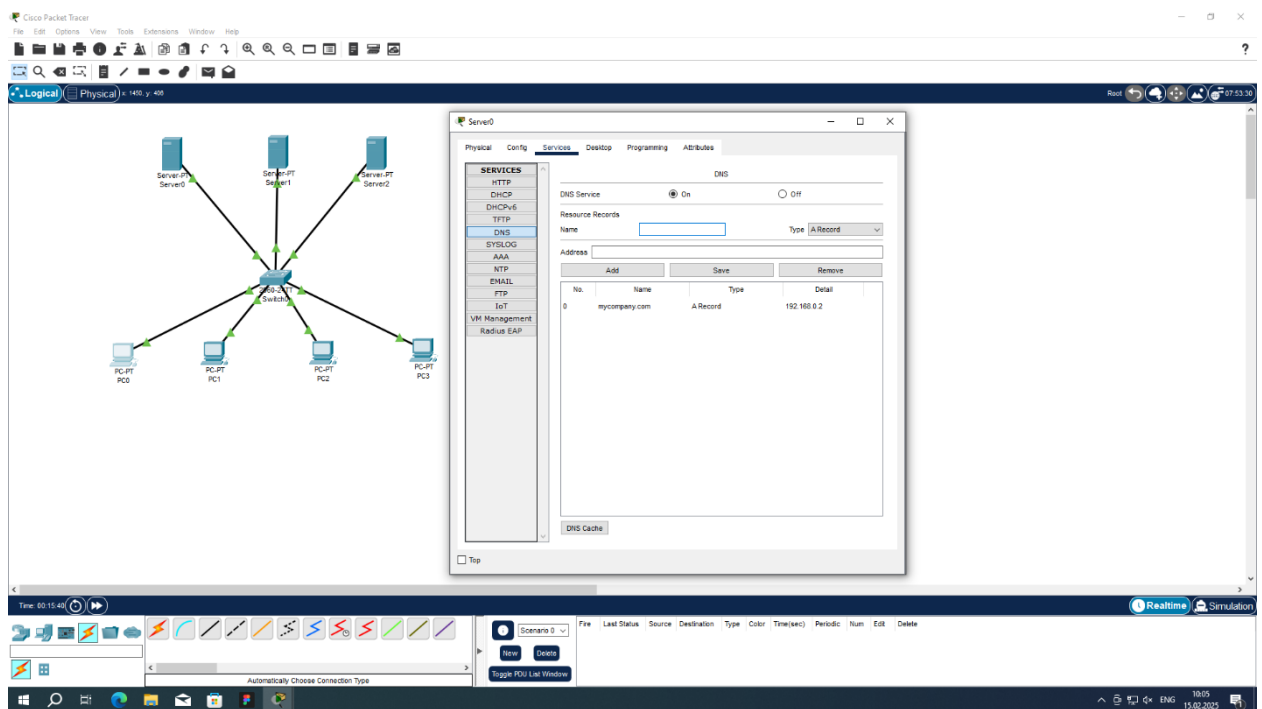 Cisco Packet Tracer
File Edit Options View Tools Extensions Window Help
?
Logical Physical x: 1450, y: 406 Root 07:53:30
Server0
Physical Config Services Desktop Programming Attributes
SERVICES
HTTP
DHCP
DHCPv6
TFTP
DNS
SYSLOG
AAA
NTP
EMAIL
FTP
IoT
VM Management
Radius EAP
DNS
DNS Service On Off
Resource Records
Name Type A Record
Address
Add Save Remove
No. Name Type Detail
0 mycompany.com A Record 192.168.0.2
DNS Cache
Top
Server-PT
Server0
Server-PT
Server1
Server-PT
Server2
2960-24TT
Switch0
PC-PT
PC0
PC-PT
PC1
PC-PT
PC2
PC-PT
PC3
Time: 00:15:40 Realtime Simulation
Scenario 0
New Delete
Toggle PDU List Window
Fire Last Status Source Destination Type Color Time(sec) Periodic Num Edit Delete
Automatically Choose Connection Type
ENG 10:05
15.02.2025